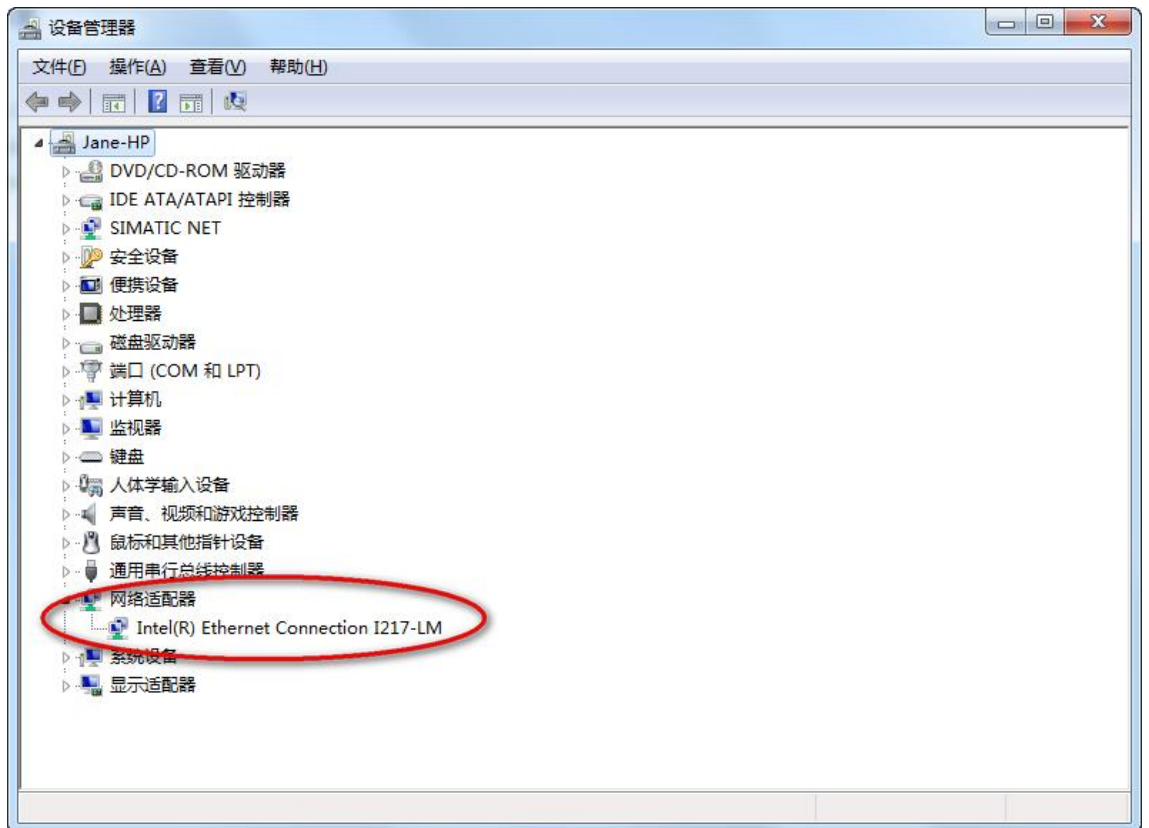 设备管理器
文件(F) 操作(A) 查看(V) 帮助(H)
Jane-HP
DVD/CD-ROM 驱动器
IDE ATA/ATAPI 控制器
SIMATIC NET
安全设备
便携设备
处理器
磁盘驱动器
端口 (COM 和 LPT)
计算机
监视器
键盘
人体学输入设备
声音、视频和游戏控制器
鼠标和其他指针设备
通用串行总线控制器
网络适配器
Intel(R) Ethernet Connection I217-LM
系统设备
显示适配器